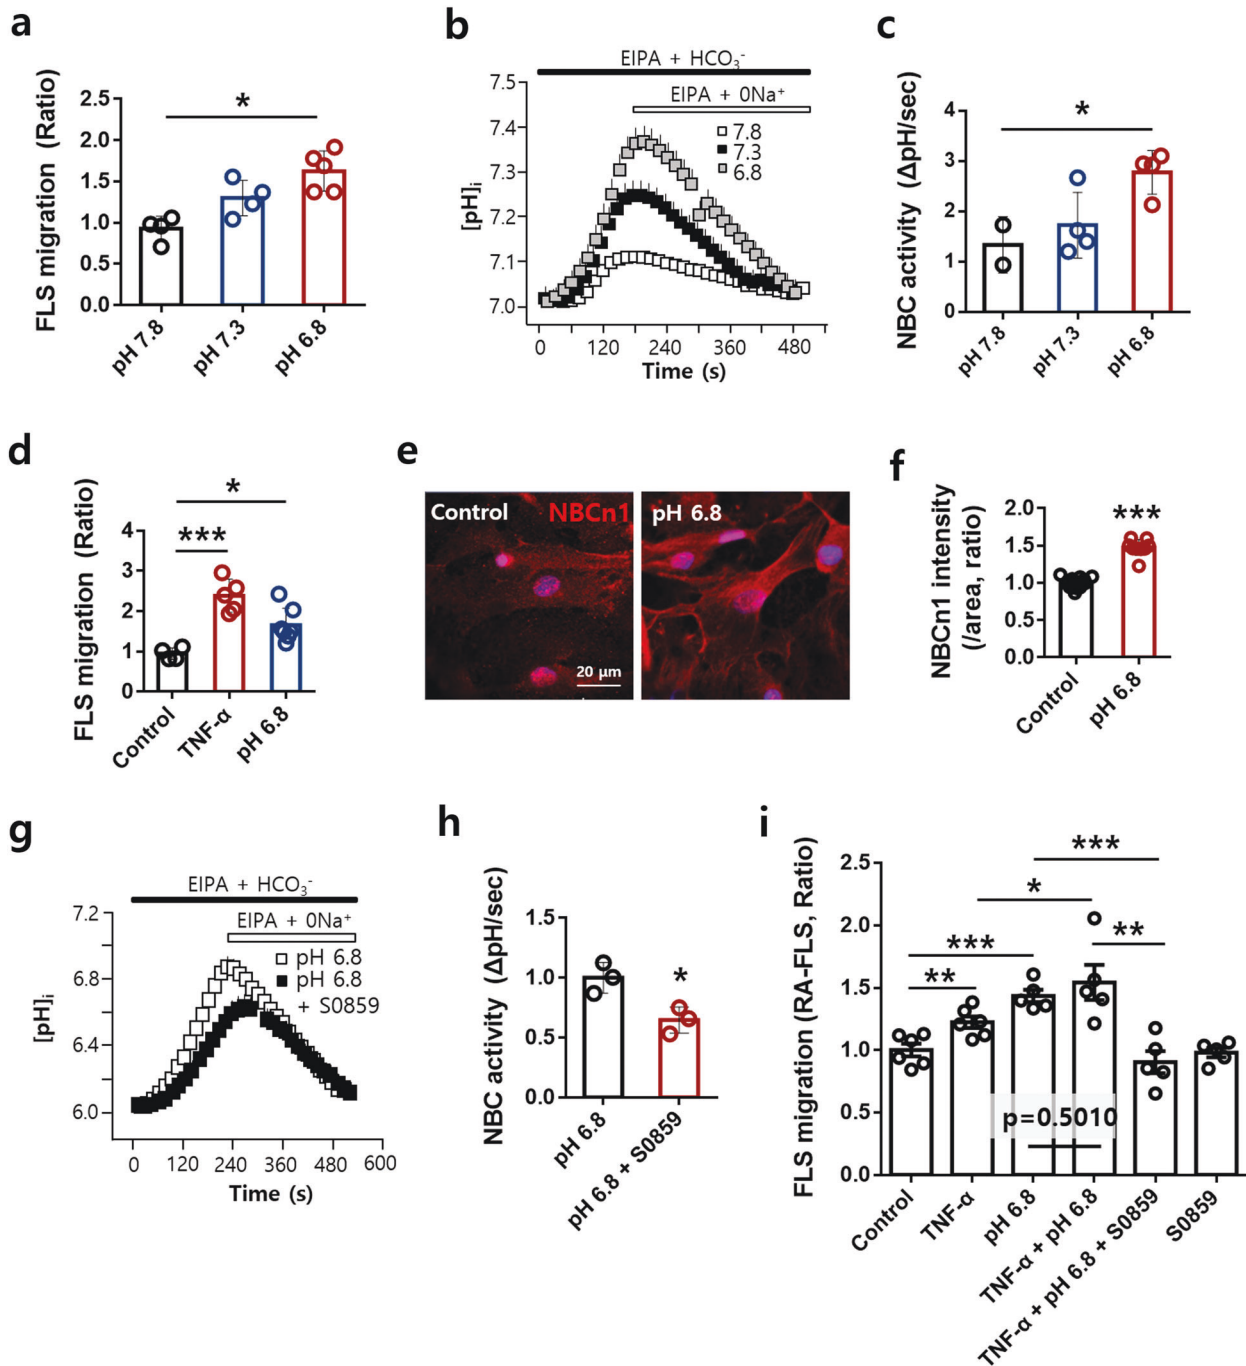 a
FLS migration (Ratio)
2.5
2.0
1.5
1.0
0.5
0.0
*
pH 7.8
pH 7.3
pH 6.8
b
EIPA + HCO₃⁻
EIPA + 0Na⁺
7.8
7.3
6.8
[pH]ᵢ
7.5
7.4
7.3
7.2
7.1
7.0
0 120 240 360 480
Time (s)
c
NBC activity (ΔpH/sec)
4
3
2
1
0
*
pH 7.8
pH 7.3
pH 6.8
d
FLS migration (Ratio)
4
3
2
1
0
*
***
Control
TNF-α
pH 6.8
e
Control
NBCn1
20 μm
pH 6.8
f
NBCn1 intensity
(/area, ratio)
2.0
1.5
1.0
0.5
0.0
***
Control
pH 6.8
g
EIPA + HCO₃⁻
EIPA + 0Na⁺
pH 6.8
pH 6.8
+ S0859
[pH]ᵢ
7.2
6.8
6.4
6.0
0 120 240 360 480 600
Time (s)
h
NBC activity (ΔpH/sec)
1.5
1.0
0.5
0.0
*
pH 6.8
pH 6.8 + S0859
i
FLS migration (RA-FLS, Ratio)
2.5
2.0
1.5
1.0
0.5
0.0
***
*
***
**
**
p=0.5010
Control
TNF-α
pH 6.8
TNF-α + pH 6.8
TNF-α + pH 6.8 + S0859
S0859